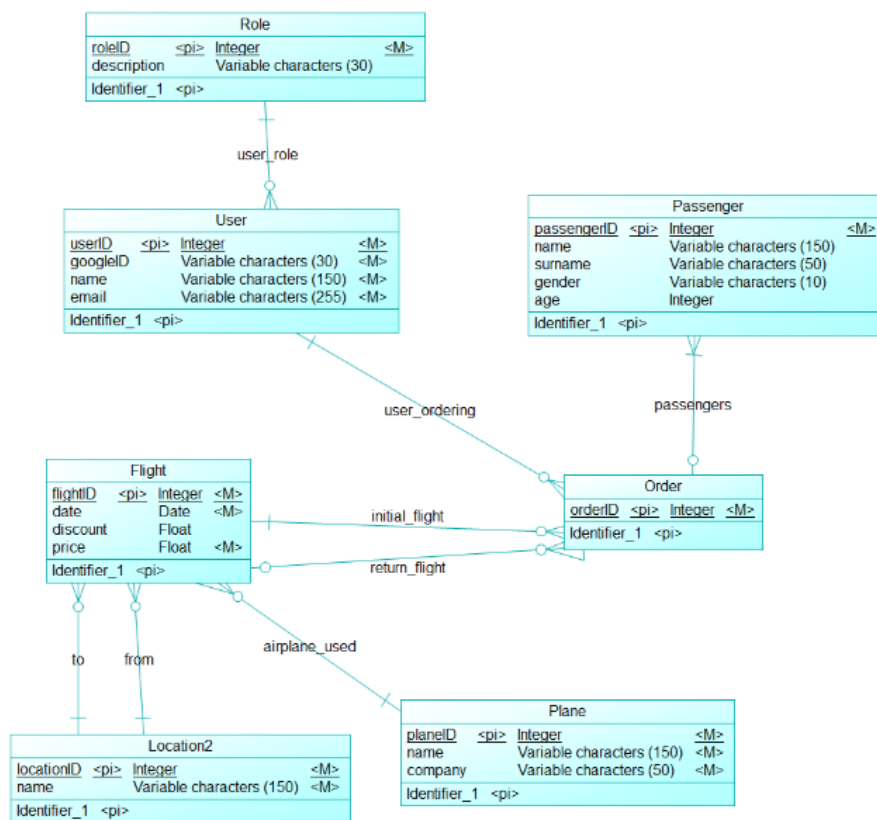 Role
roleID <pi> Integer <M>
description Variable characters (30)
Identifier_1 <pi>
user_role
User
userID <pi> Integer <M>
googleID Variable characters (30) <M>
name Variable characters (150) <M>
email Variable characters (255) <M>
Identifier_1 <pi>
Passenger
passengerID <pi> Integer <M>
name Variable characters (150)
surname Variable characters (50)
gender Variable characters (10)
age Integer
Identifier_1 <pi>
user_ordering
passengers
Flight
flightID <pi> Integer <M>
date Date <M>
discount Float
price Float <M>
Identifier_1 <pi>
initial_flight
return_flight
Order
orderID <pi> Integer <M>
Identifier_1 <pi>
to
from
airplane_used
Location2
locationID <pi> Integer <M>
name Variable characters (150) <M>
Identifier_1 <pi>
Plane
planeID <pi> Integer <M>
name Variable characters (150) <M>
company Variable characters (50) <M>
Identifier_1 <pi>